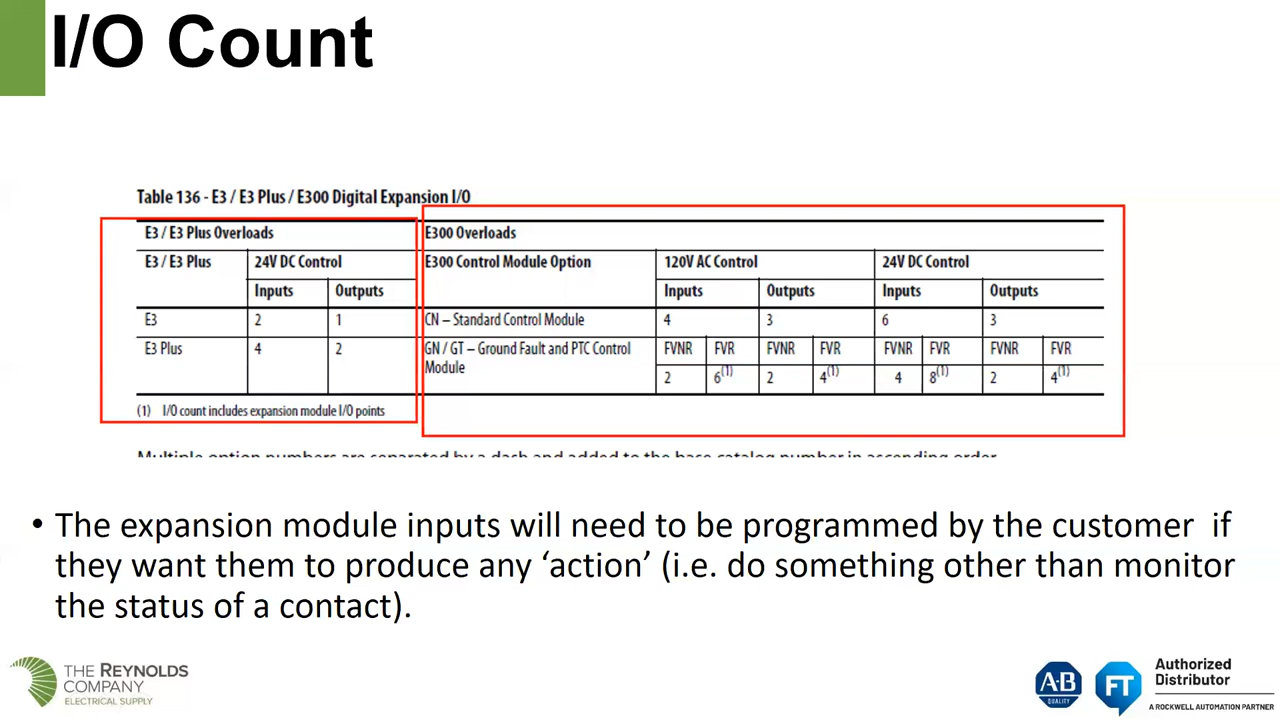 I/O Count
Table 136 - E3 / E3 Plus / E300 Digital Expansion I/O
E3 / E3 Plus Overloads E300 Overloads
E3 / E3 Plus 24V DC Control E300 Control Module Option 120V AC Control 24V DC Control
Inputs Outputs Inputs Outputs Inputs Outputs
E3 2 1 CN – Standard Control Module 4 3 6 3
E3 Plus 4 2 GN / GT – Ground Fault and PTC Control FVNR FVR FVNR FVR FVNR FVR FVNR FVR
Module 2 6(1) 2 4(1) 4 8(1) 2 4(1)
(1) I/O count includes expansion module I/O points
Multiple option numbers are separated by a dash and added to the base catalog number in ascending order
• The expansion module inputs will need to be programmed by the customer if
they want them to produce any ‘action’ (i.e. do something other than monitor
the status of a contact).
THE REYNOLDS
COMPANY
ELECTRICAL SUPPLY
A-B
QUALITY
FT
Authorized
Distributor
A ROCKWELL AUTOMATION PARTNER